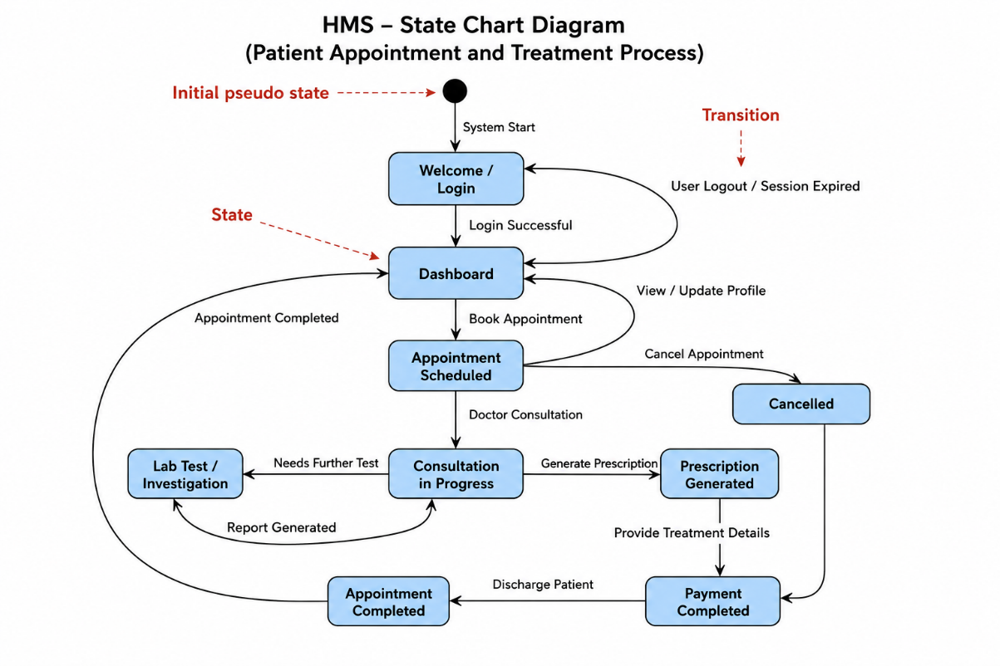 HMS – State Chart Diagram
(Patient Appointment and Treatment Process)
Initial pseudo state
System Start
Transition
Welcome /
Login
User Logout / Session Expired
State
Login Successful
Dashboard
View / Update Profile
Appointment Completed
Book Appointment
Appointment
Scheduled
Cancel Appointment
Cancelled
Doctor Consultation
Lab Test /
Investigation
Needs Further Test
Consultation
in Progress
Generate Prescription
Prescription
Generated
Report Generated
Provide Treatment Details
Appointment
Completed
Discharge Patient
Payment
Completed